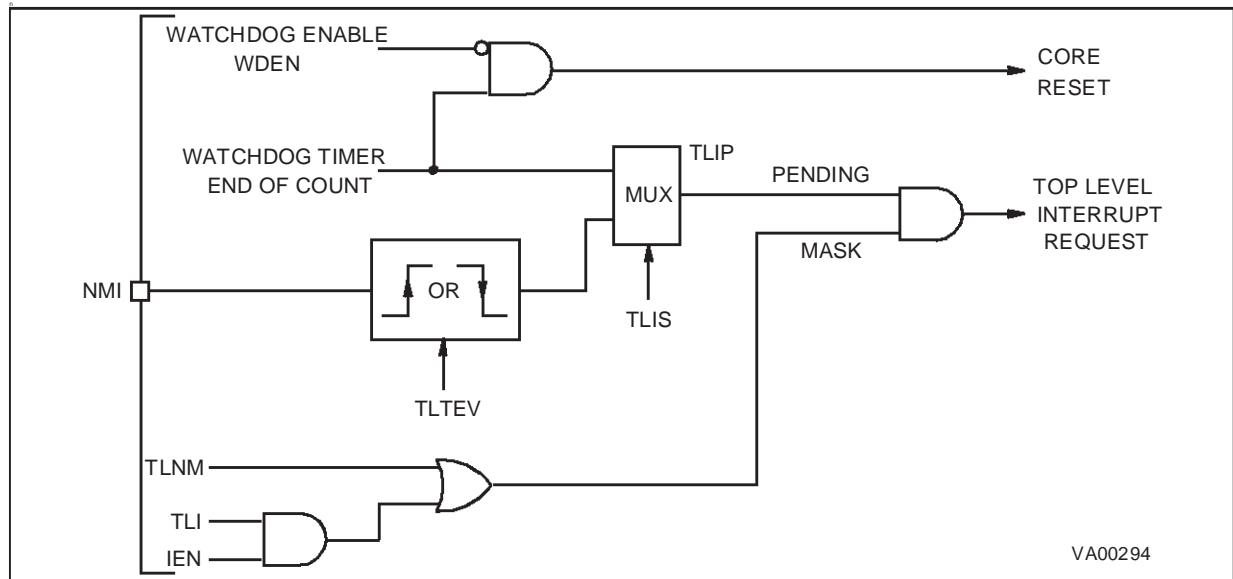 WATCHDOG ENABLE
WDEN
CORE
RESET
WATCHDOG TIMER
END OF COUNT
TLIP
MUX
PENDING
TOP LEVEL
INTERRUPT
REQUEST
MASK
NMI
OR
TLIS
TLTEV
TLNM
TLI
IEN
VA00294